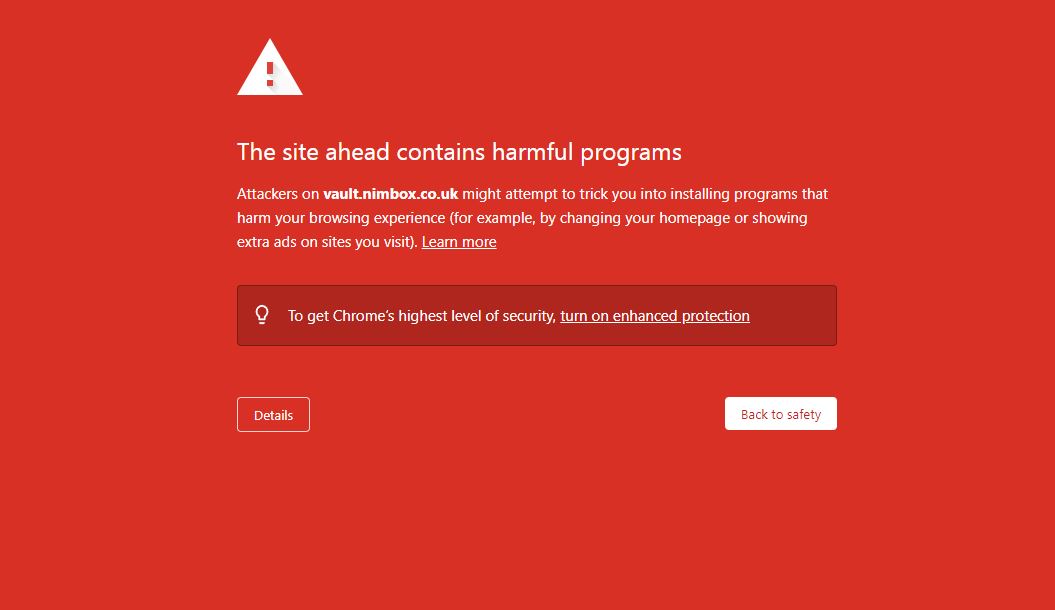 The site ahead contains harmful programs
Attackers on vault.nimbox.co.uk might attempt to trick you into installing programs that
harm your browsing experience (for example, by changing your homepage or showing
extra ads on sites you visit). Learn more
To get Chrome’s highest level of security, turn on enhanced protection
Details
Back to safety